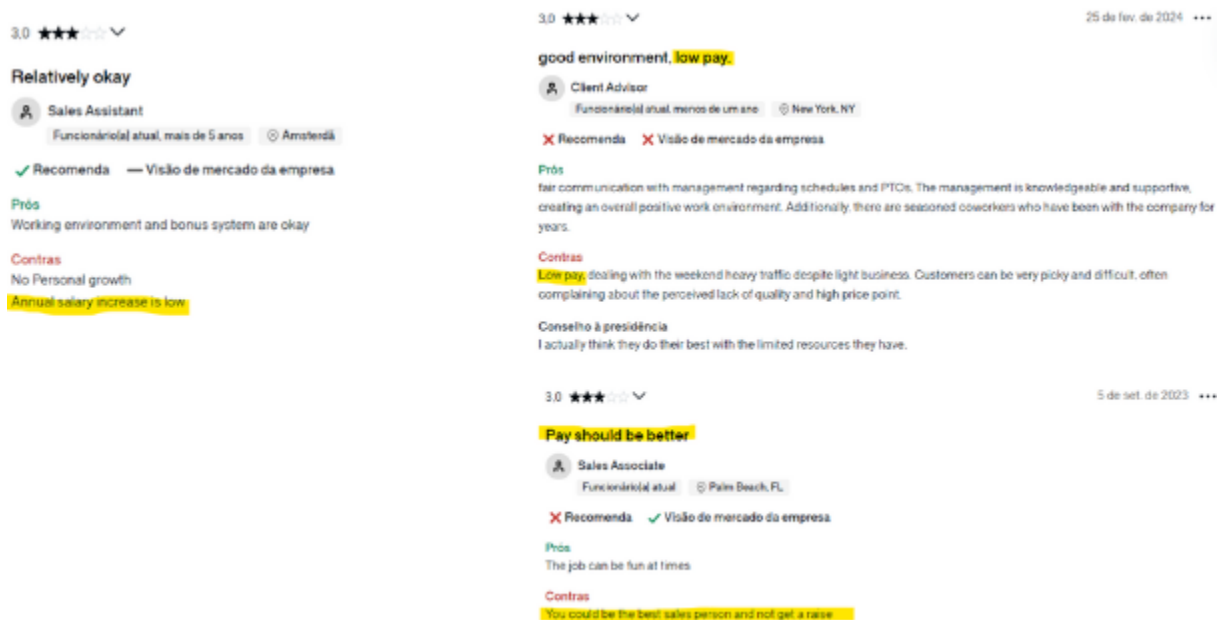 3,0 ★★★☆☆
Relatively okay
Sales Assistant
Funcionário(a) atual, mais de 5 anos Amsterdã
Recomenda Visão de mercado da empresa
Prós
Working environment and bonus system are okay
Contras
No Personal growth
Annual salary increase is low
3,0 ★★★☆☆ 25 de fev. de 2024
good environment, low pay.
Client Advisor
Funcionário(a) atual, menos de um ano New York, NY
Recomenda Visão de mercado da empresa
Prós
fair communication with management regarding schedules and PTOs. The management is knowledgeable and supportive,
creating an overall positive work environment. Additionally, there are seasoned coworkers who have been with the company for
years.
Contras
Low pay, dealing with the weekend heavy traffic despite light business. Customers can be very picky and difficult, often
complaining about the perceived lack of quality and high price point.
Conselho à presidência
I actually think they do their best with the limited resources they have.
3,0 ★★★☆☆ 5 de set. de 2023
Pay should be better
Sales Associate
Funcionário(a) atual Palm Beach, FL
Recomenda Visão de mercado da empresa
Prós
The job can be fun at times
Contras
You could be the best sales person and not get a raise